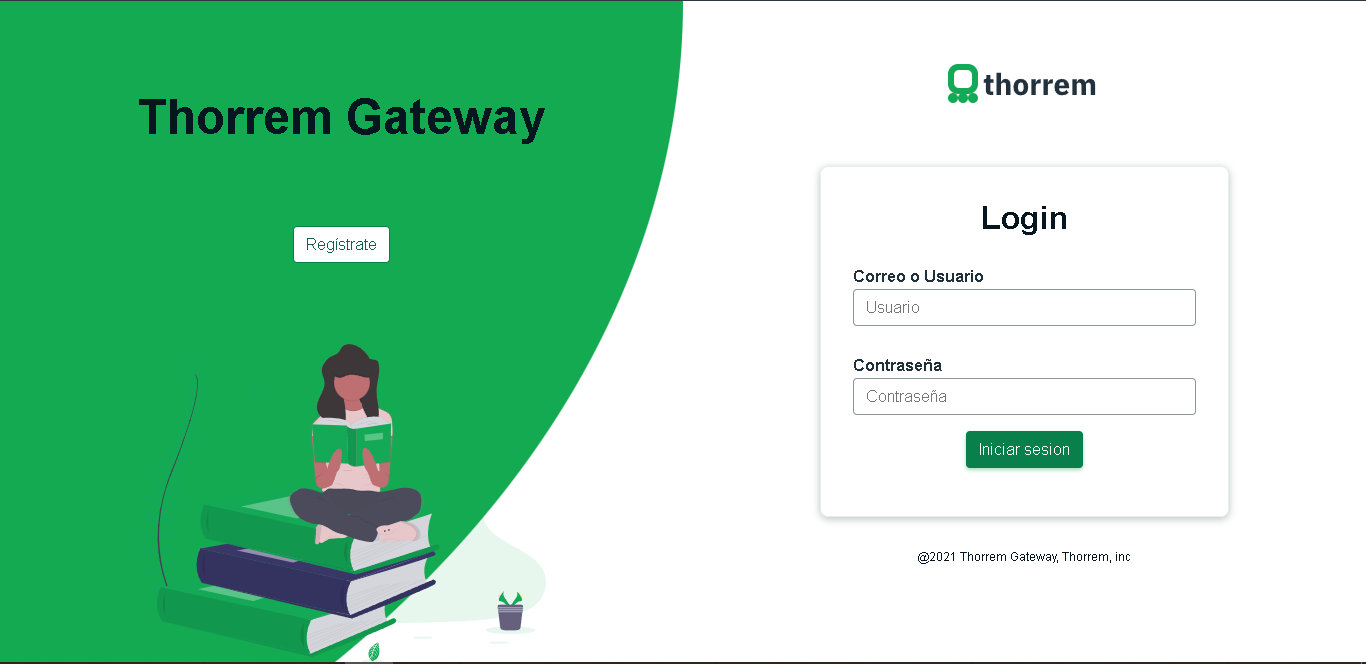 Thorrem Gateway
Regístrate
thorrem
Login
Correo o Usuario
Usuario
Contraseña
Contraseña
Iniciar sesion
@2021 Thorrem Gateway, Thorrem, inc